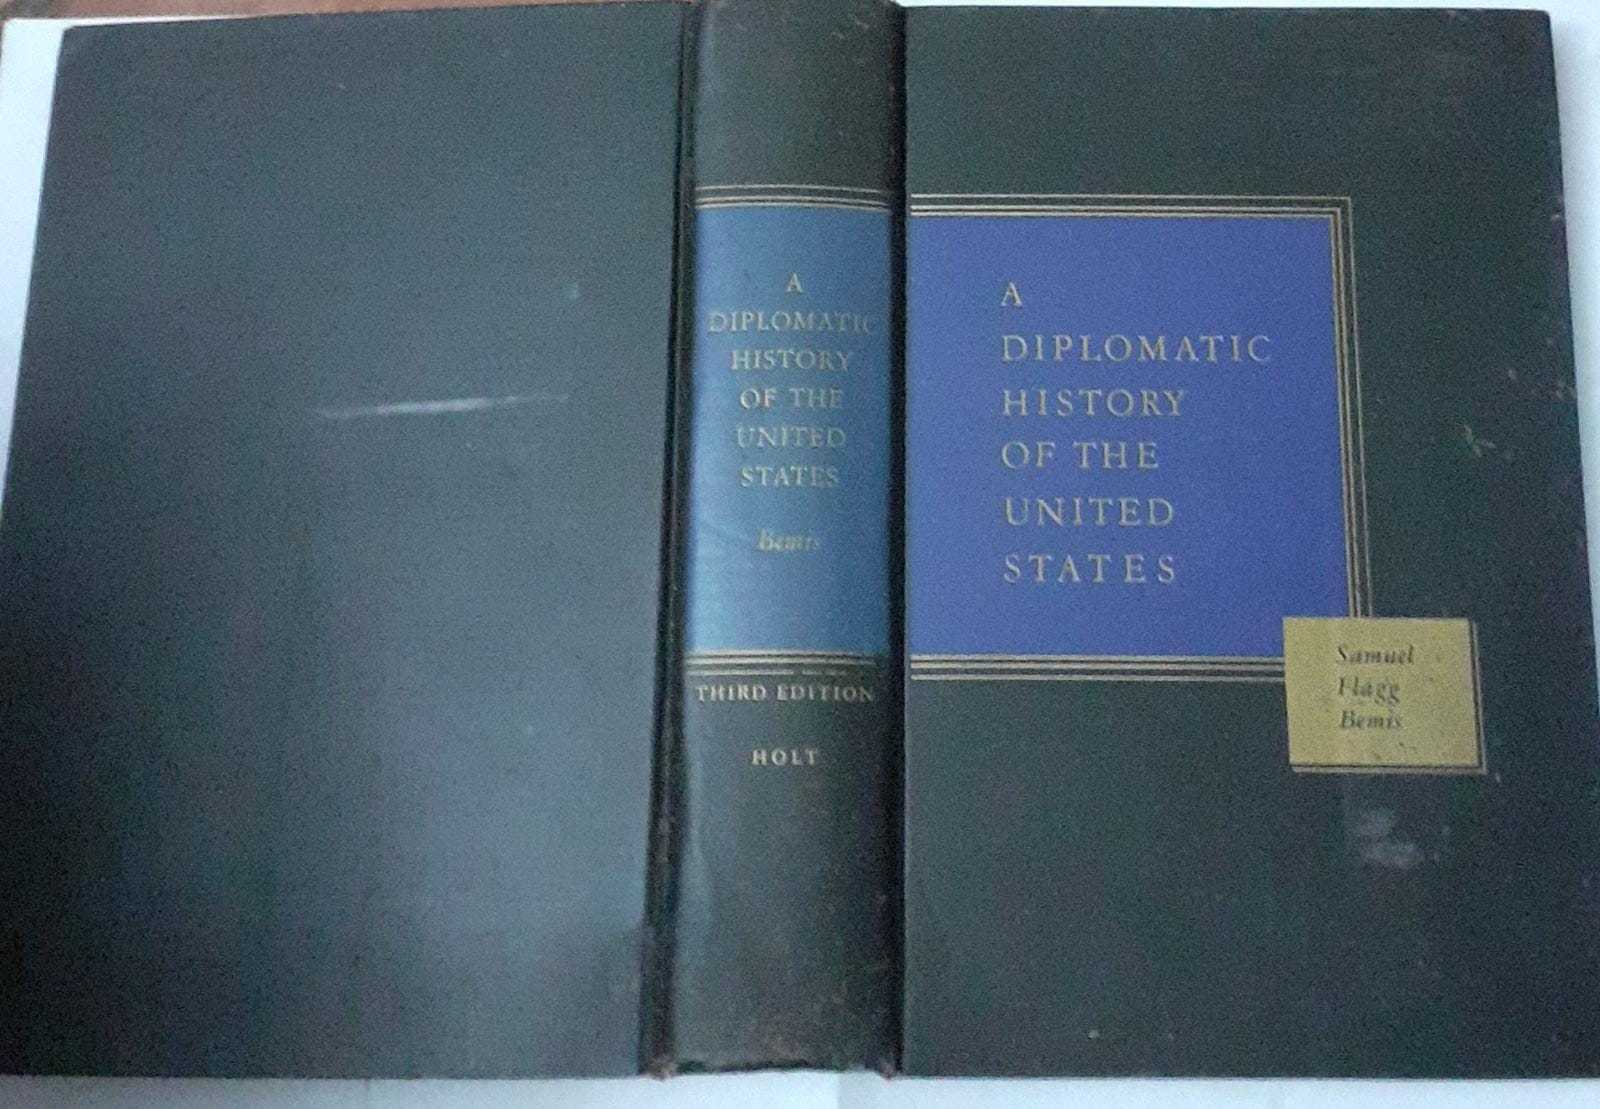 A
DIPLOMATIC
HISTORY
OF THE
UNITED
STATES
Bemis
THIRD EDITION
HOLT
A
DIPLOMATIC
HISTORY
OF THE
UNITED
STATES
Samuel
Flagg
Bemis